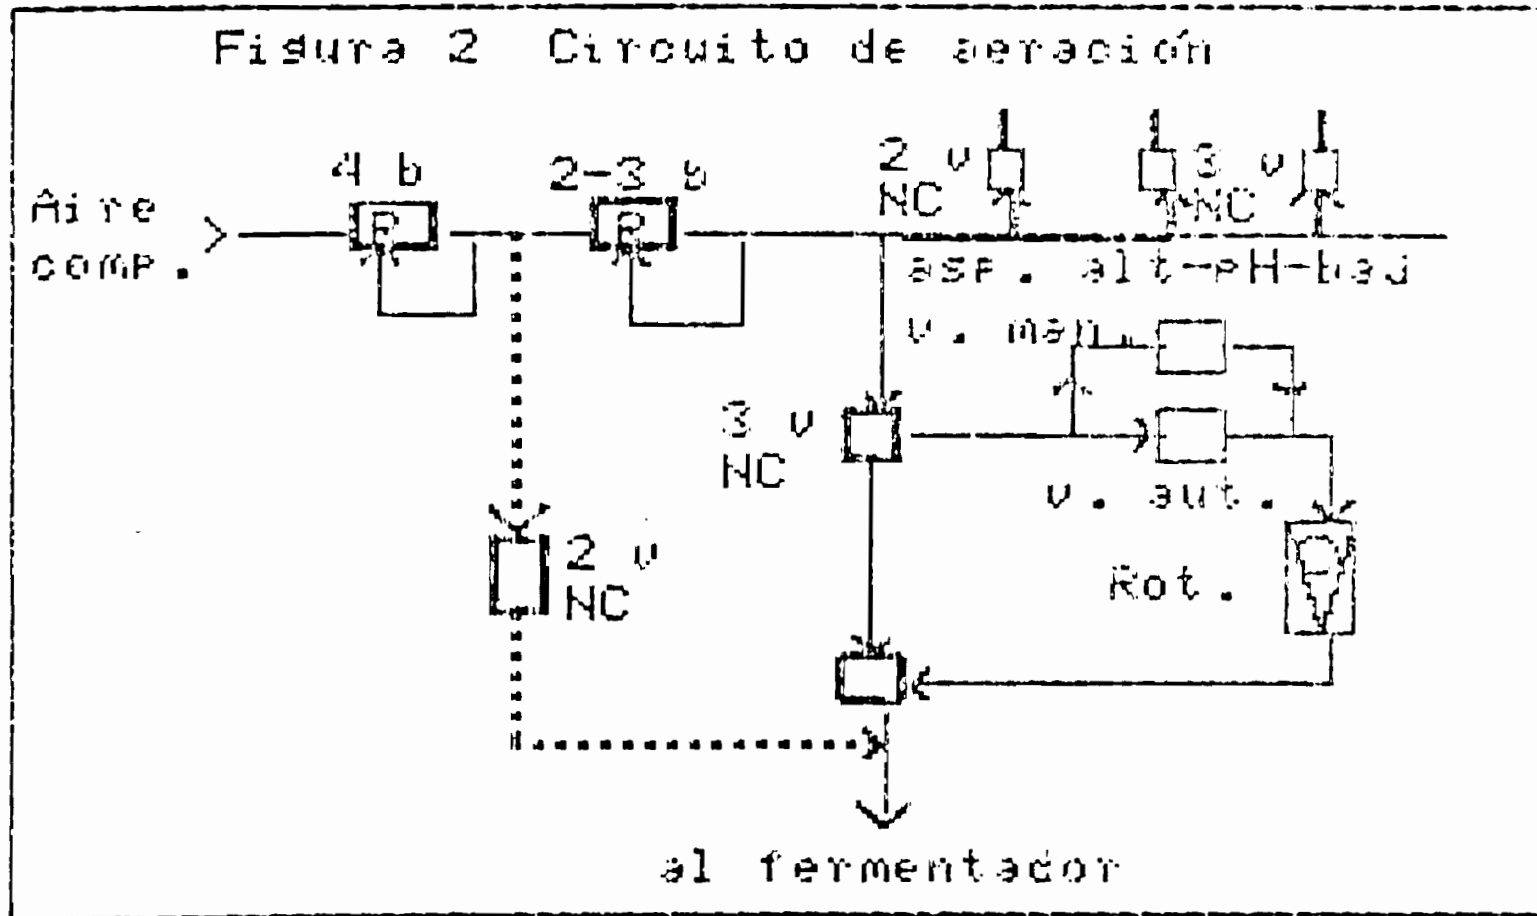 Figura 2 Circuito de aeración
4 b
2-3 b
2 v
NC
3 v
NC
Aire
comp.
P
P
asp. alt-pH-baj
v. man.
3 v
NC
v. aut.
2 v
NC
Rot.
al fermentador